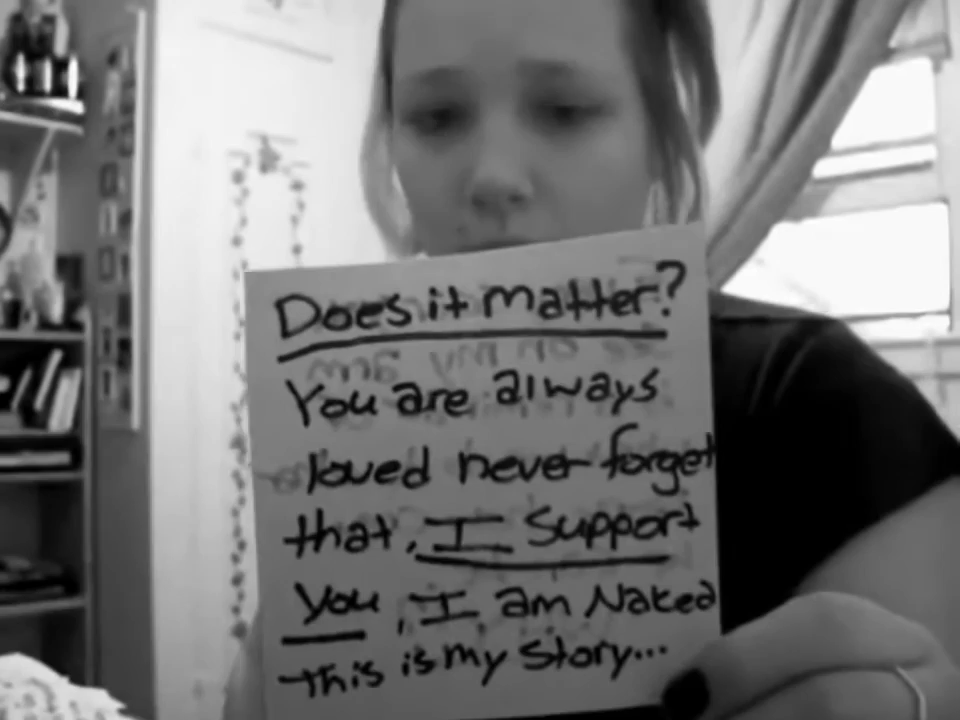 Does it matter?
You are always
loved never forget
that, I support
You, I am Naked
this is my story...